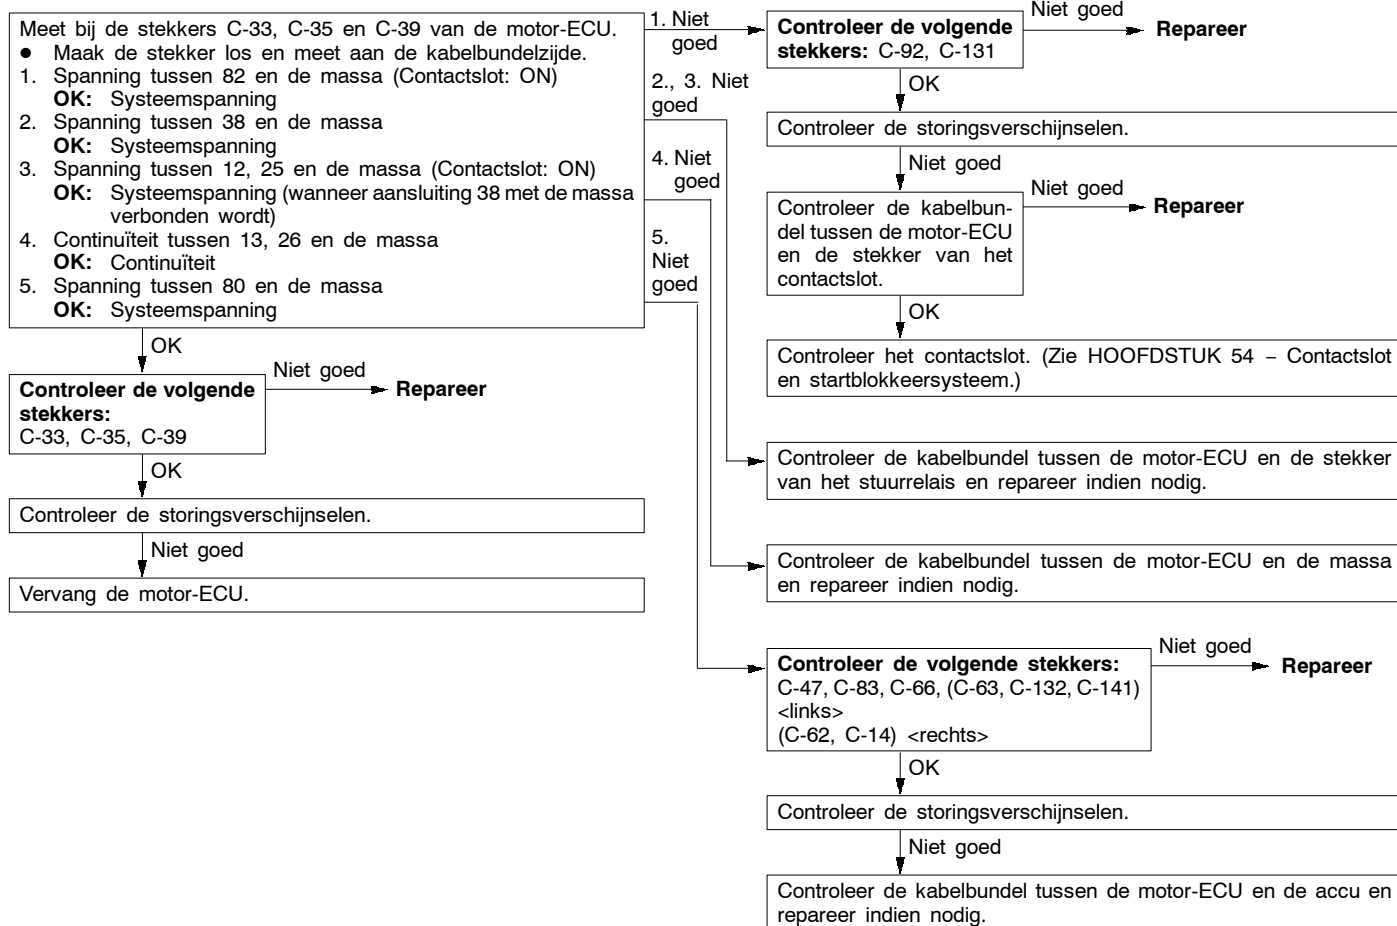 Meet bij de stekkers C-33, C-35 en C-39 van de motor-ECU.
● Maak de stekker los en meet aan de kabelbundelzijde.
1. Spanning tussen 82 en de massa (Contactslot: ON)
OK: Systeemspanning
2. Spanning tussen 38 en de massa
OK: Systeemspanning
3. Spanning tussen 12, 25 en de massa (Contactslot: ON)
OK: Systeemspanning (wanneer aansluiting 38 met de massa
verbonden wordt)
4. Continuïteit tussen 13, 26 en de massa
OK: Continuïteit
5. Spanning tussen 80 en de massa
OK: Systeemspanning
OK
Controleer de volgende
stekkers:
C-33, C-35, C-39
Niet goed
Repareer
OK
Controleer de storingsverschijnselen.
Niet goed
Vervang de motor-ECU.
1. Niet
goed
Controleer de volgende
stekkers: C-92, C-131
Niet goed
Repareer
OK
Controleer de storingsverschijnselen.
Niet goed
Controleer de kabelbun-
del tussen de motor-ECU
en de stekker van het
contactslot.
Niet goed
Repareer
OK
Controleer het contactslot. (Zie HOOFDSTUK 54 – Contactslot
en startblokkeersysteem.)
2., 3. Niet
goed
Controleer de kabelbundel tussen de motor-ECU en de stekker
van het stuurrelais en repareer indien nodig.
4. Niet
goed
Controleer de kabelbundel tussen de motor-ECU en de massa
en repareer indien nodig.
5.
Niet
goed
Controleer de volgende stekkers:
C-47, C-83, C-66, (C-63, C-132, C-141)
<links>
(C-62, C-14) <rechts>
Niet goed
Repareer
OK
Controleer de storingsverschijnselen.
Niet goed
Controleer de kabelbundel tussen de motor-ECU en de accu en
repareer indien nodig.